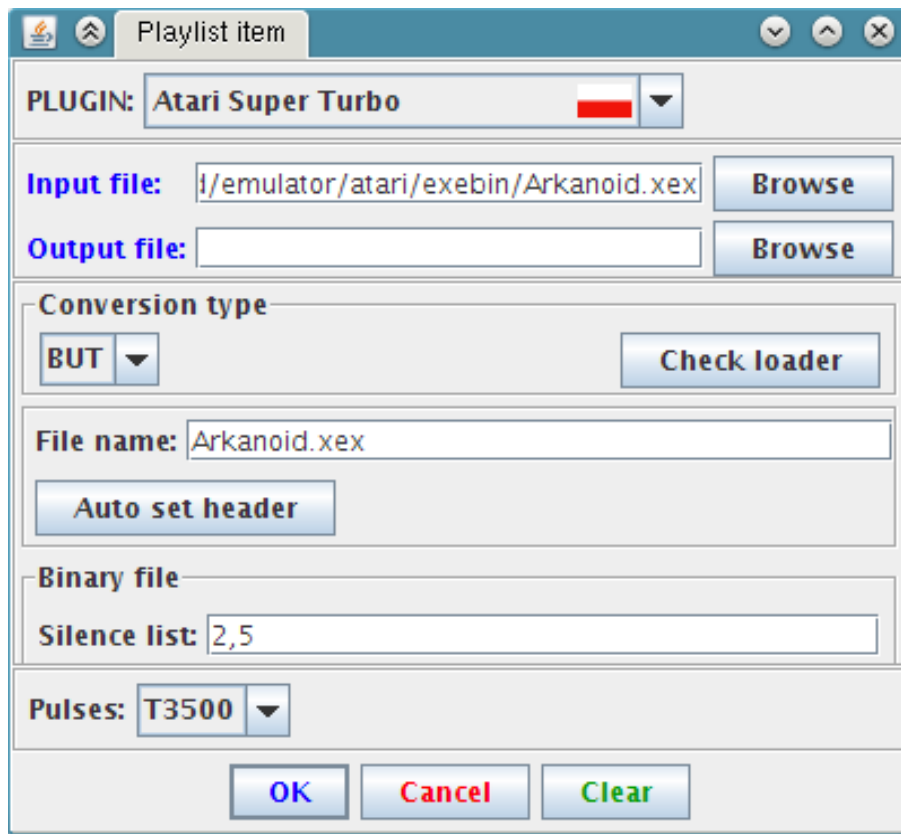 Playlist item
PLUGIN: Atari Super Turbo
Input file: /emulator/atari/exebin/Arkanoid.xex Browse
Output file: Browse
Conversion type
BUT Check loader
File name: Arkanoid.xex
Auto set header
Binary file
Silence list: 2,5
Pulses: T3500
OK Cancel Clear